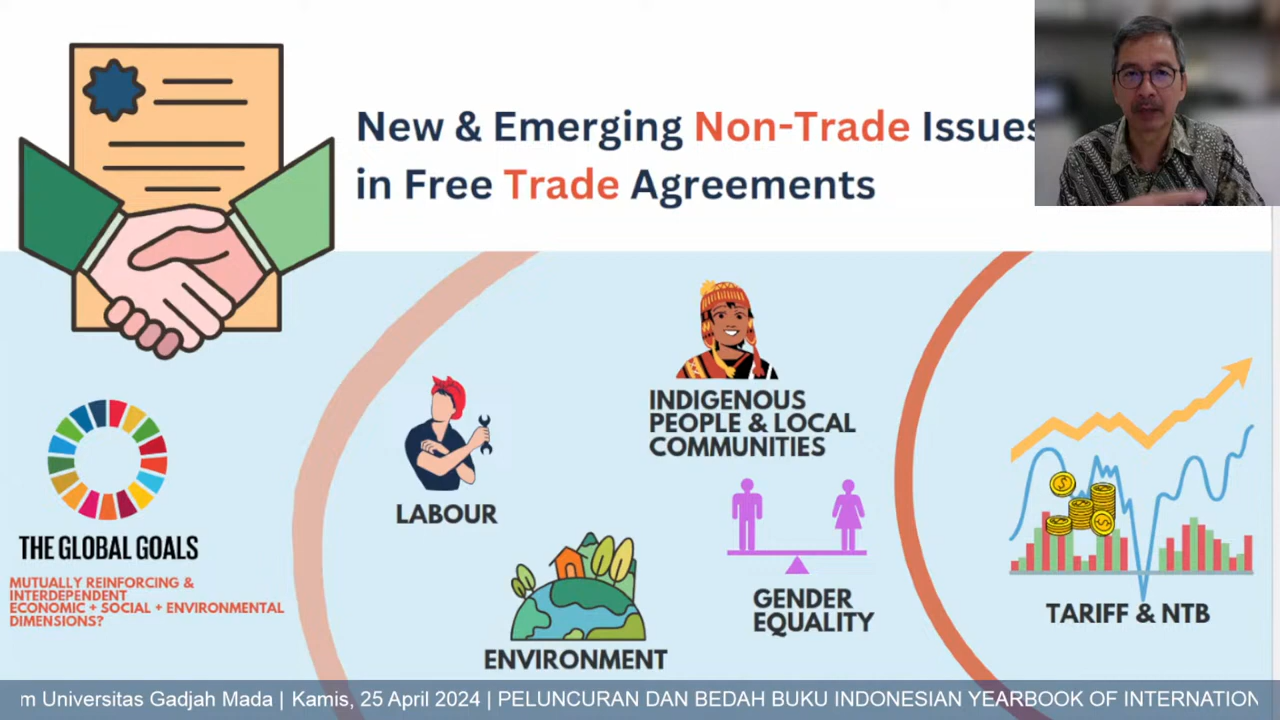 New & Emerging Non-Trade Issues
in Free Trade Agreements
THE GLOBAL GOALS
MUTUALLY REINFORCING &
INTERDEPENDENT
ECONOMIC + SOCIAL + ENVIRONMENTAL
DIMENSIONS?
LABOUR
INDIGENOUS
PEOPLE & LOCAL
COMMUNITIES
GENDER
EQUALITY
ENVIRONMENT
TARIFF & NTB
m Universitas Gadjah Mada | Kamis, 25 April 2024 | PELUNCURAN DAN BEDAH BUKU INDONESIAN YEARBOOK OF INTERNATION